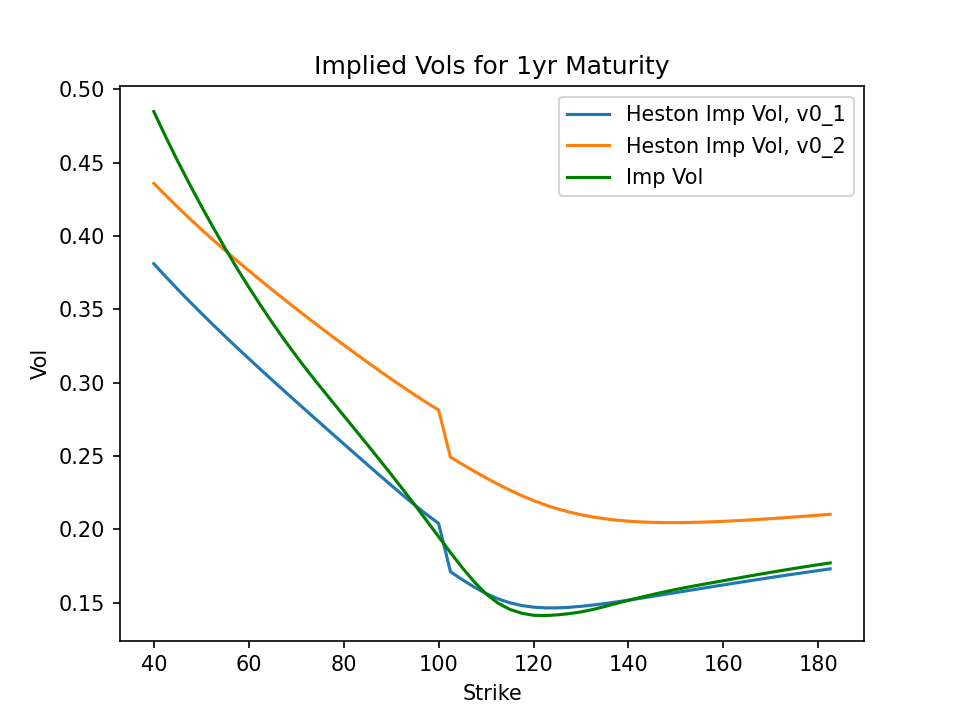 Implied Vols for 1yr Maturity
Heston Imp Vol, v0_1
Heston Imp Vol, v0_2
Imp Vol
Vol
0.50
0.45
0.40
0.35
0.30
0.25
0.20
0.15
40 60 80 100 120 140 160 180
Strike